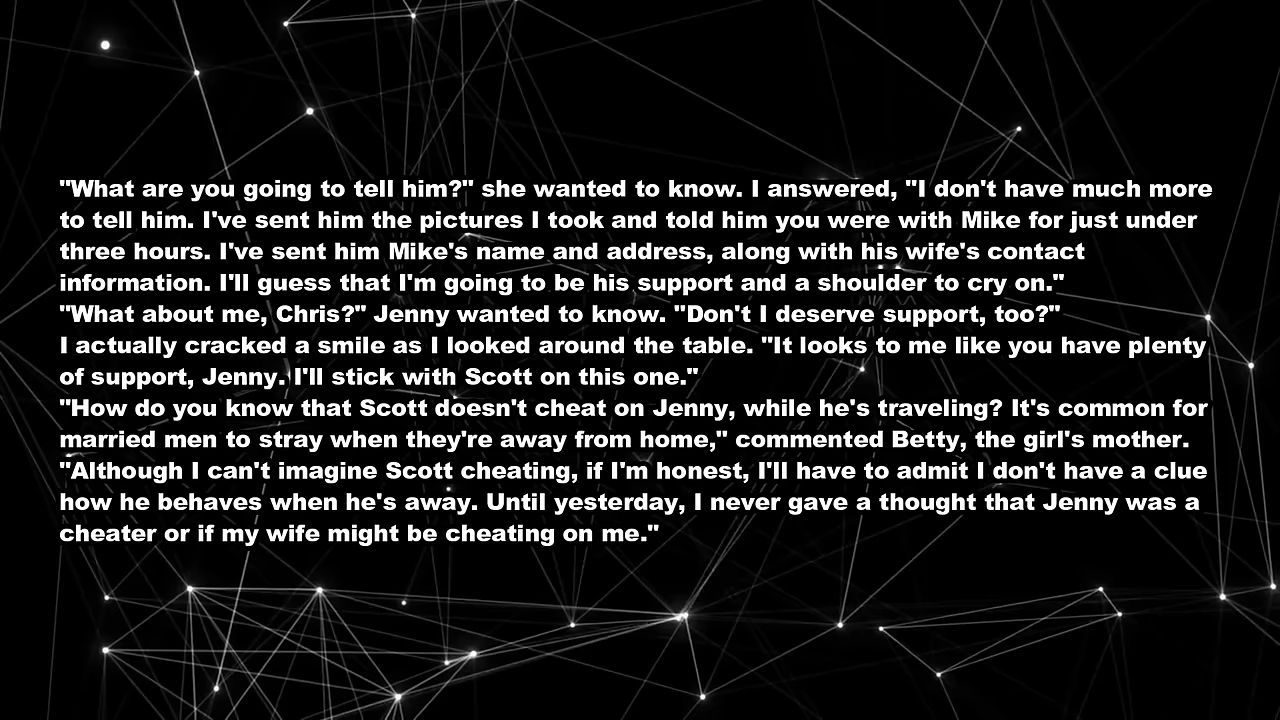 "What are you going to tell him?" she wanted to know. I answered, "I don't have much more
to tell him. I've sent him the pictures I took and told him you were with Mike for just under
three hours. I've sent him Mike's name and address, along with his wife's contact
information. I'll guess that I'm going to be his support and a shoulder to cry on."
"What about me, Chris?" Jenny wanted to know. "Don't I deserve support, too?"
I actually cracked a smile as I looked around the table. "It looks to me like you have plenty
of support, Jenny. I'll stick with Scott on this one."
"How do you know that Scott doesn't cheat on Jenny, while he's traveling? It's common for
married men to stray when they're away from home," commented Betty, the girl's mother.
"Although I can't imagine Scott cheating, if I'm honest, I'll have to admit I don't have a clue
how he behaves when he's away. Until yesterday, I never gave a thought that Jenny was a
cheater or if my wife might be cheating on me."